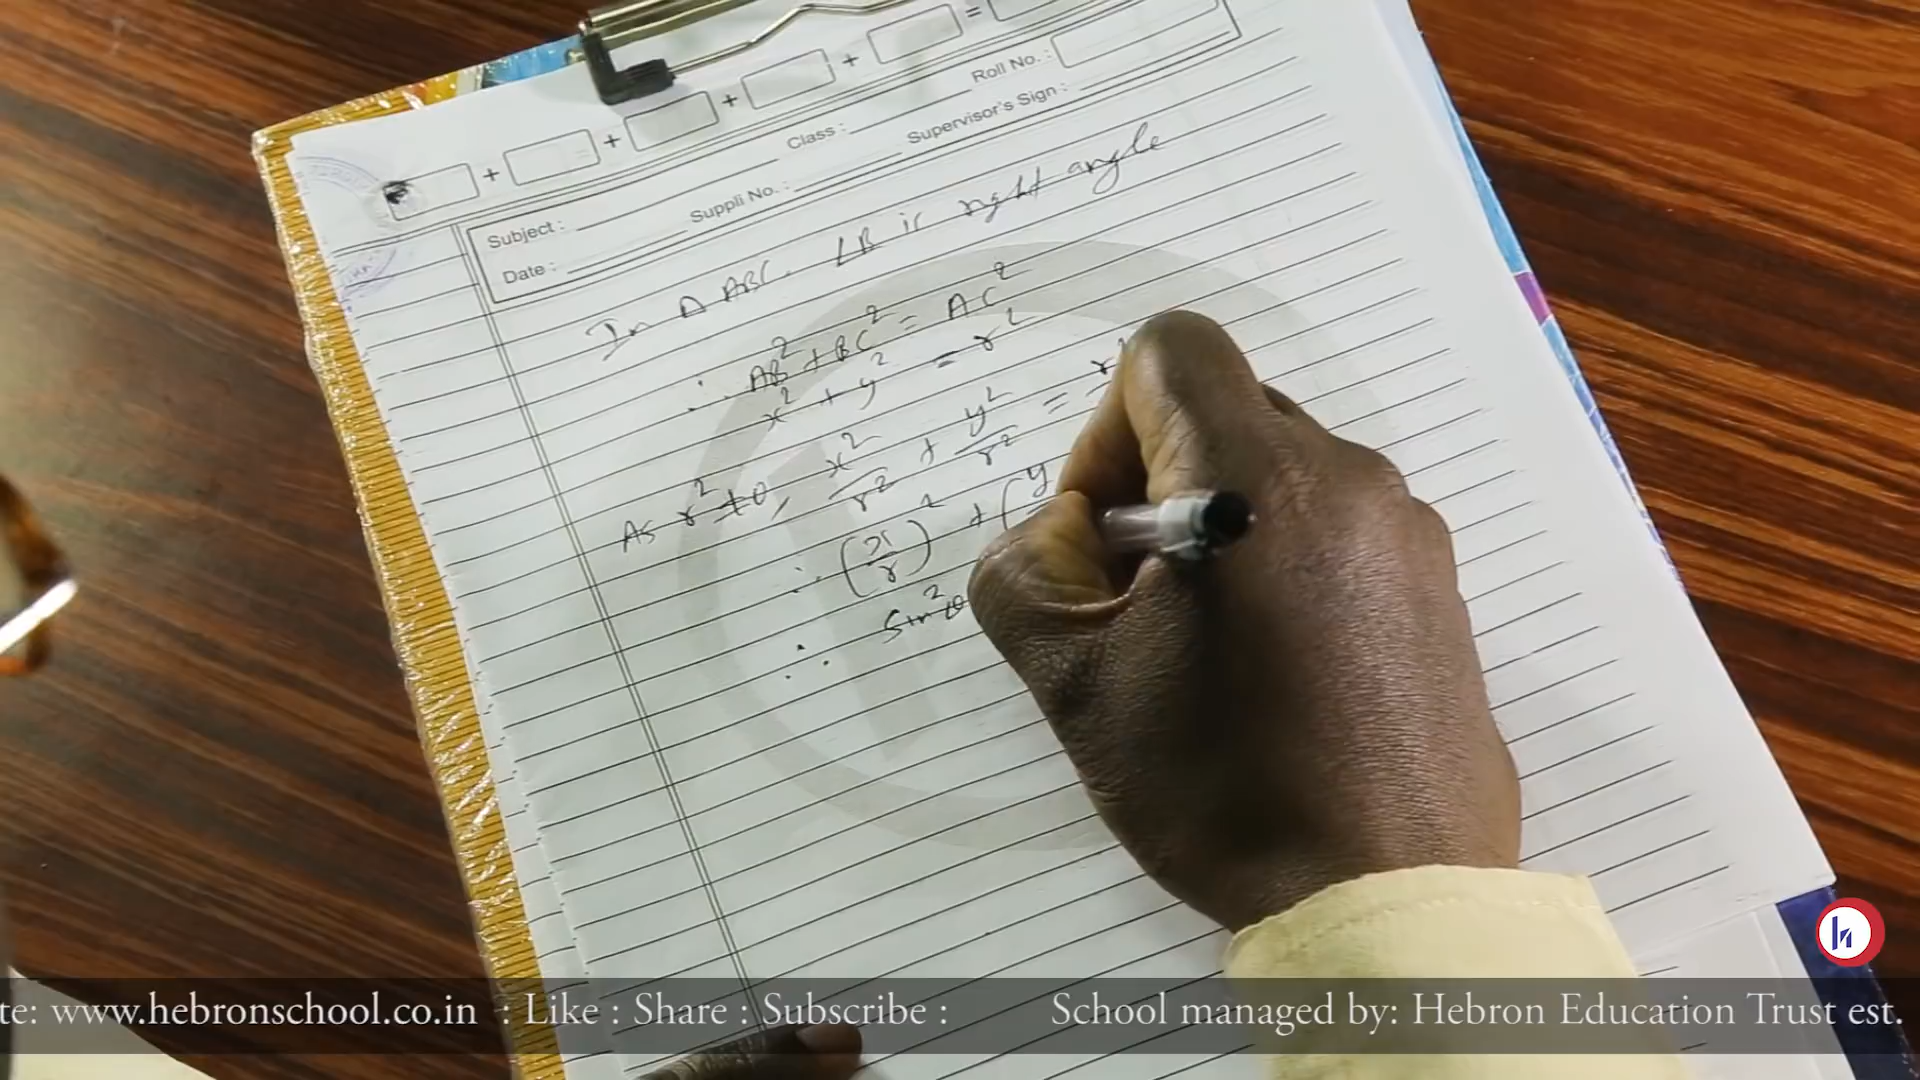 + + + + =
Class : Roll No. :
Subject : Suppli No. : Supervisor's Sign :
Date :
In Δ ABC. ∠B is right angle
∴ AB² + BC² = AC²
x² + y² = r²
As r² ≠ 0, x²/r² + y²/r² = r²
∴ (x/r)² + (y
∴ sin²θ
te: www.hebronschool.co.in : Like : Share : Subscribe : School managed by: Hebron Education Trust est.